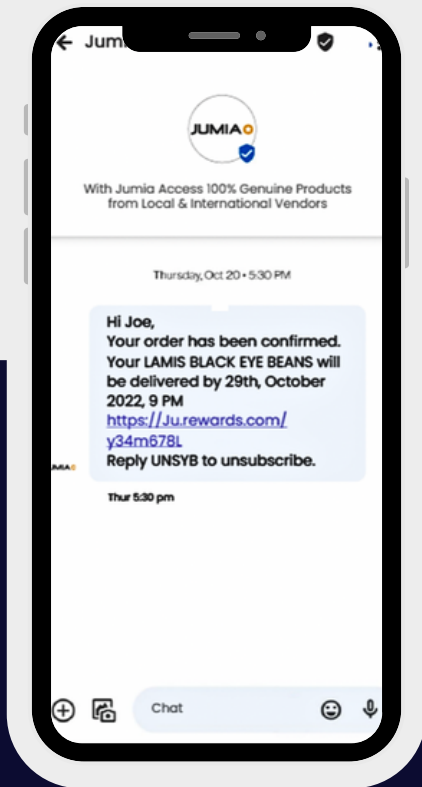 Jum
JUMIA
With Jumia Access 100% Genuine Products
from Local & International Vendors
Thursday, Oct 20 • 5:30 PM
Hi Joe,
Your order has been confirmed.
Your LAMIS BLACK EYE BEANS will
be delivered by 29th, October
2022, 9 PM
https://Ju.rewards.com/
y34m678L
Reply UNSYB to unsubscribe.
Thur 5:30 pm
Chat